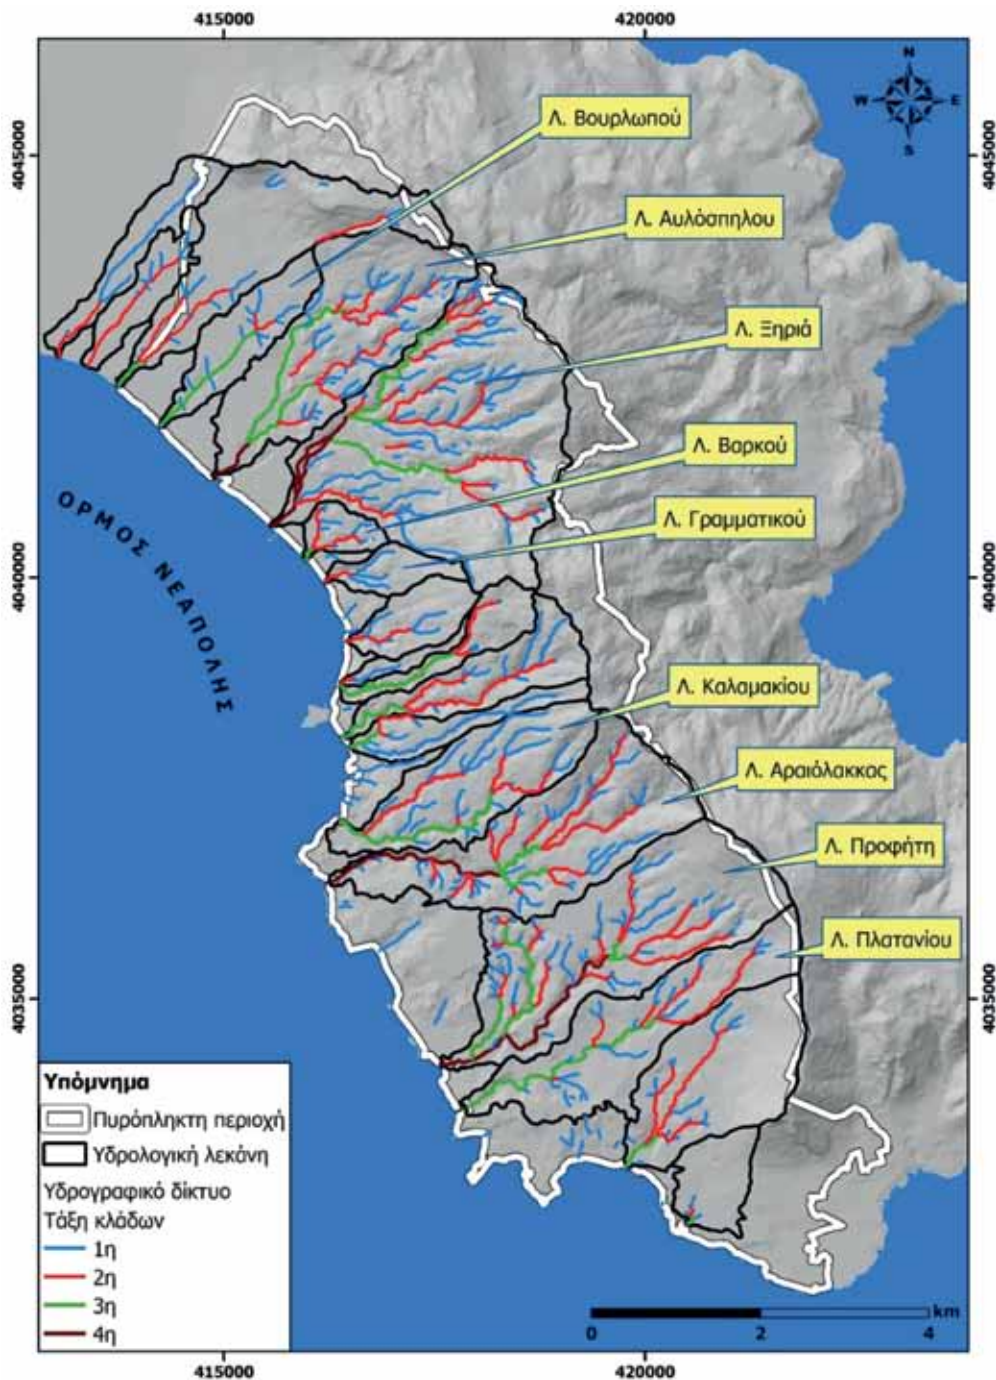 415000
420000
N
W
E
S
4045000
4045000
Λ. Βουρλωπού
Λ. Αυλόσπηλου
Λ. Ξηριά
Λ. Βαρκού
Λ. Γραμματικού
ΟΡΜΟΣ ΝΕΑΠΟΛΗΣ
4040000
4040000
Λ. Καλαμακίου
Λ. Αραιόλακκος
Λ. Προφήτη
Λ. Πλατανίου
4035000
4035000
Υπόμνημα
Πυρόπληκτη περιοχή
Υδρολογική λεκάνη
Υδρογραφικό δίκτυο
Τάξη κλάδων
1η
2η
3η
4η
km
0
2
4
415000
420000